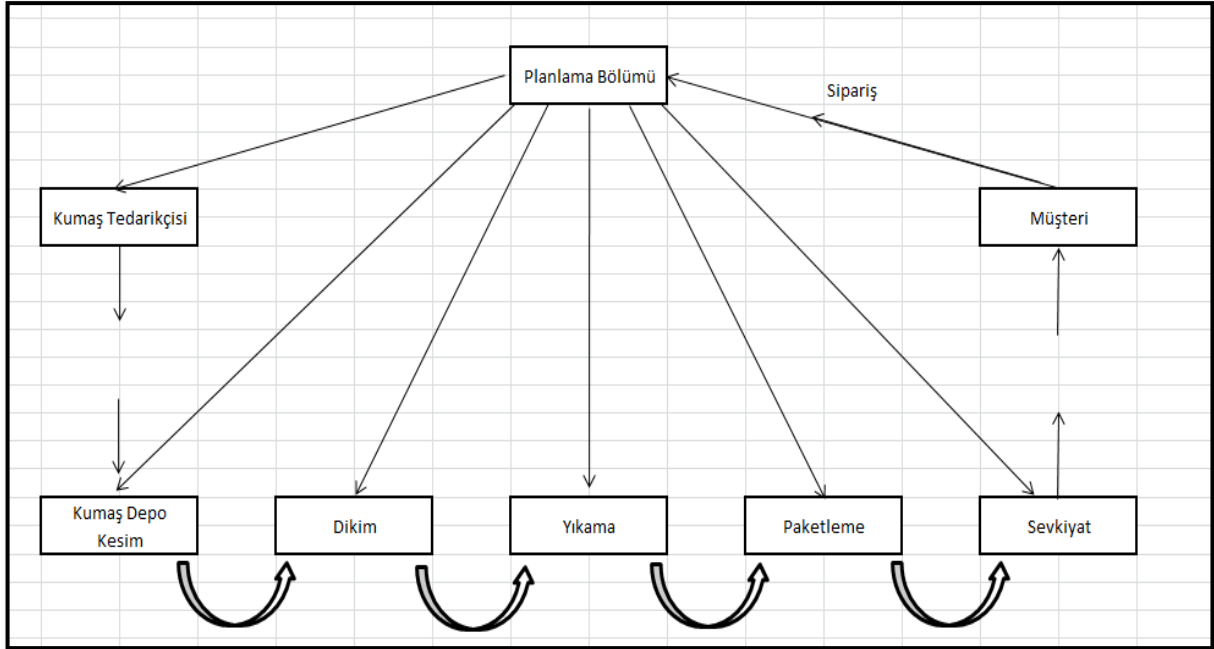 Planlama Bölümü
Sipariş
Kumaş Tedarikçisi
Müşteri
Kumaş Depo
Kesim
Dikim
Yıkama
Paketleme
Sevkiyat